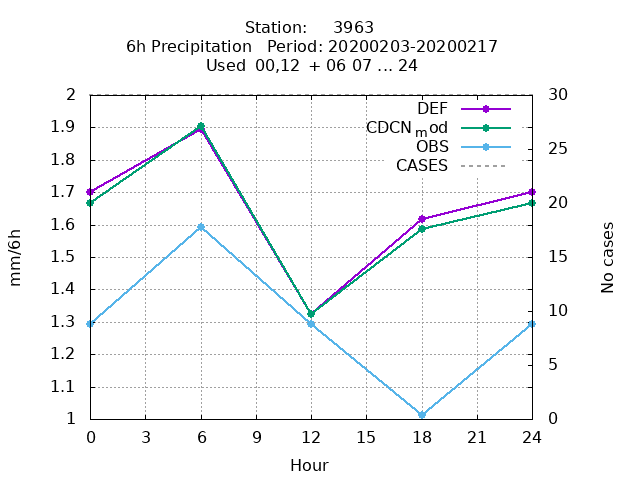 Station:     3963
6h Precipitation   Period: 20200203-20200217
Used  00,12  + 06 07 ... 24
2
1.9
1.8
1.7
1.6
1.5
1.4
1.3
1.2
1.1
1
mm/6h
DEF
CDCN_mod
OBS
CASES
30
25
20
15
10
5
0
No cases
0 3 6 9 12 15 18 21 24
Hour